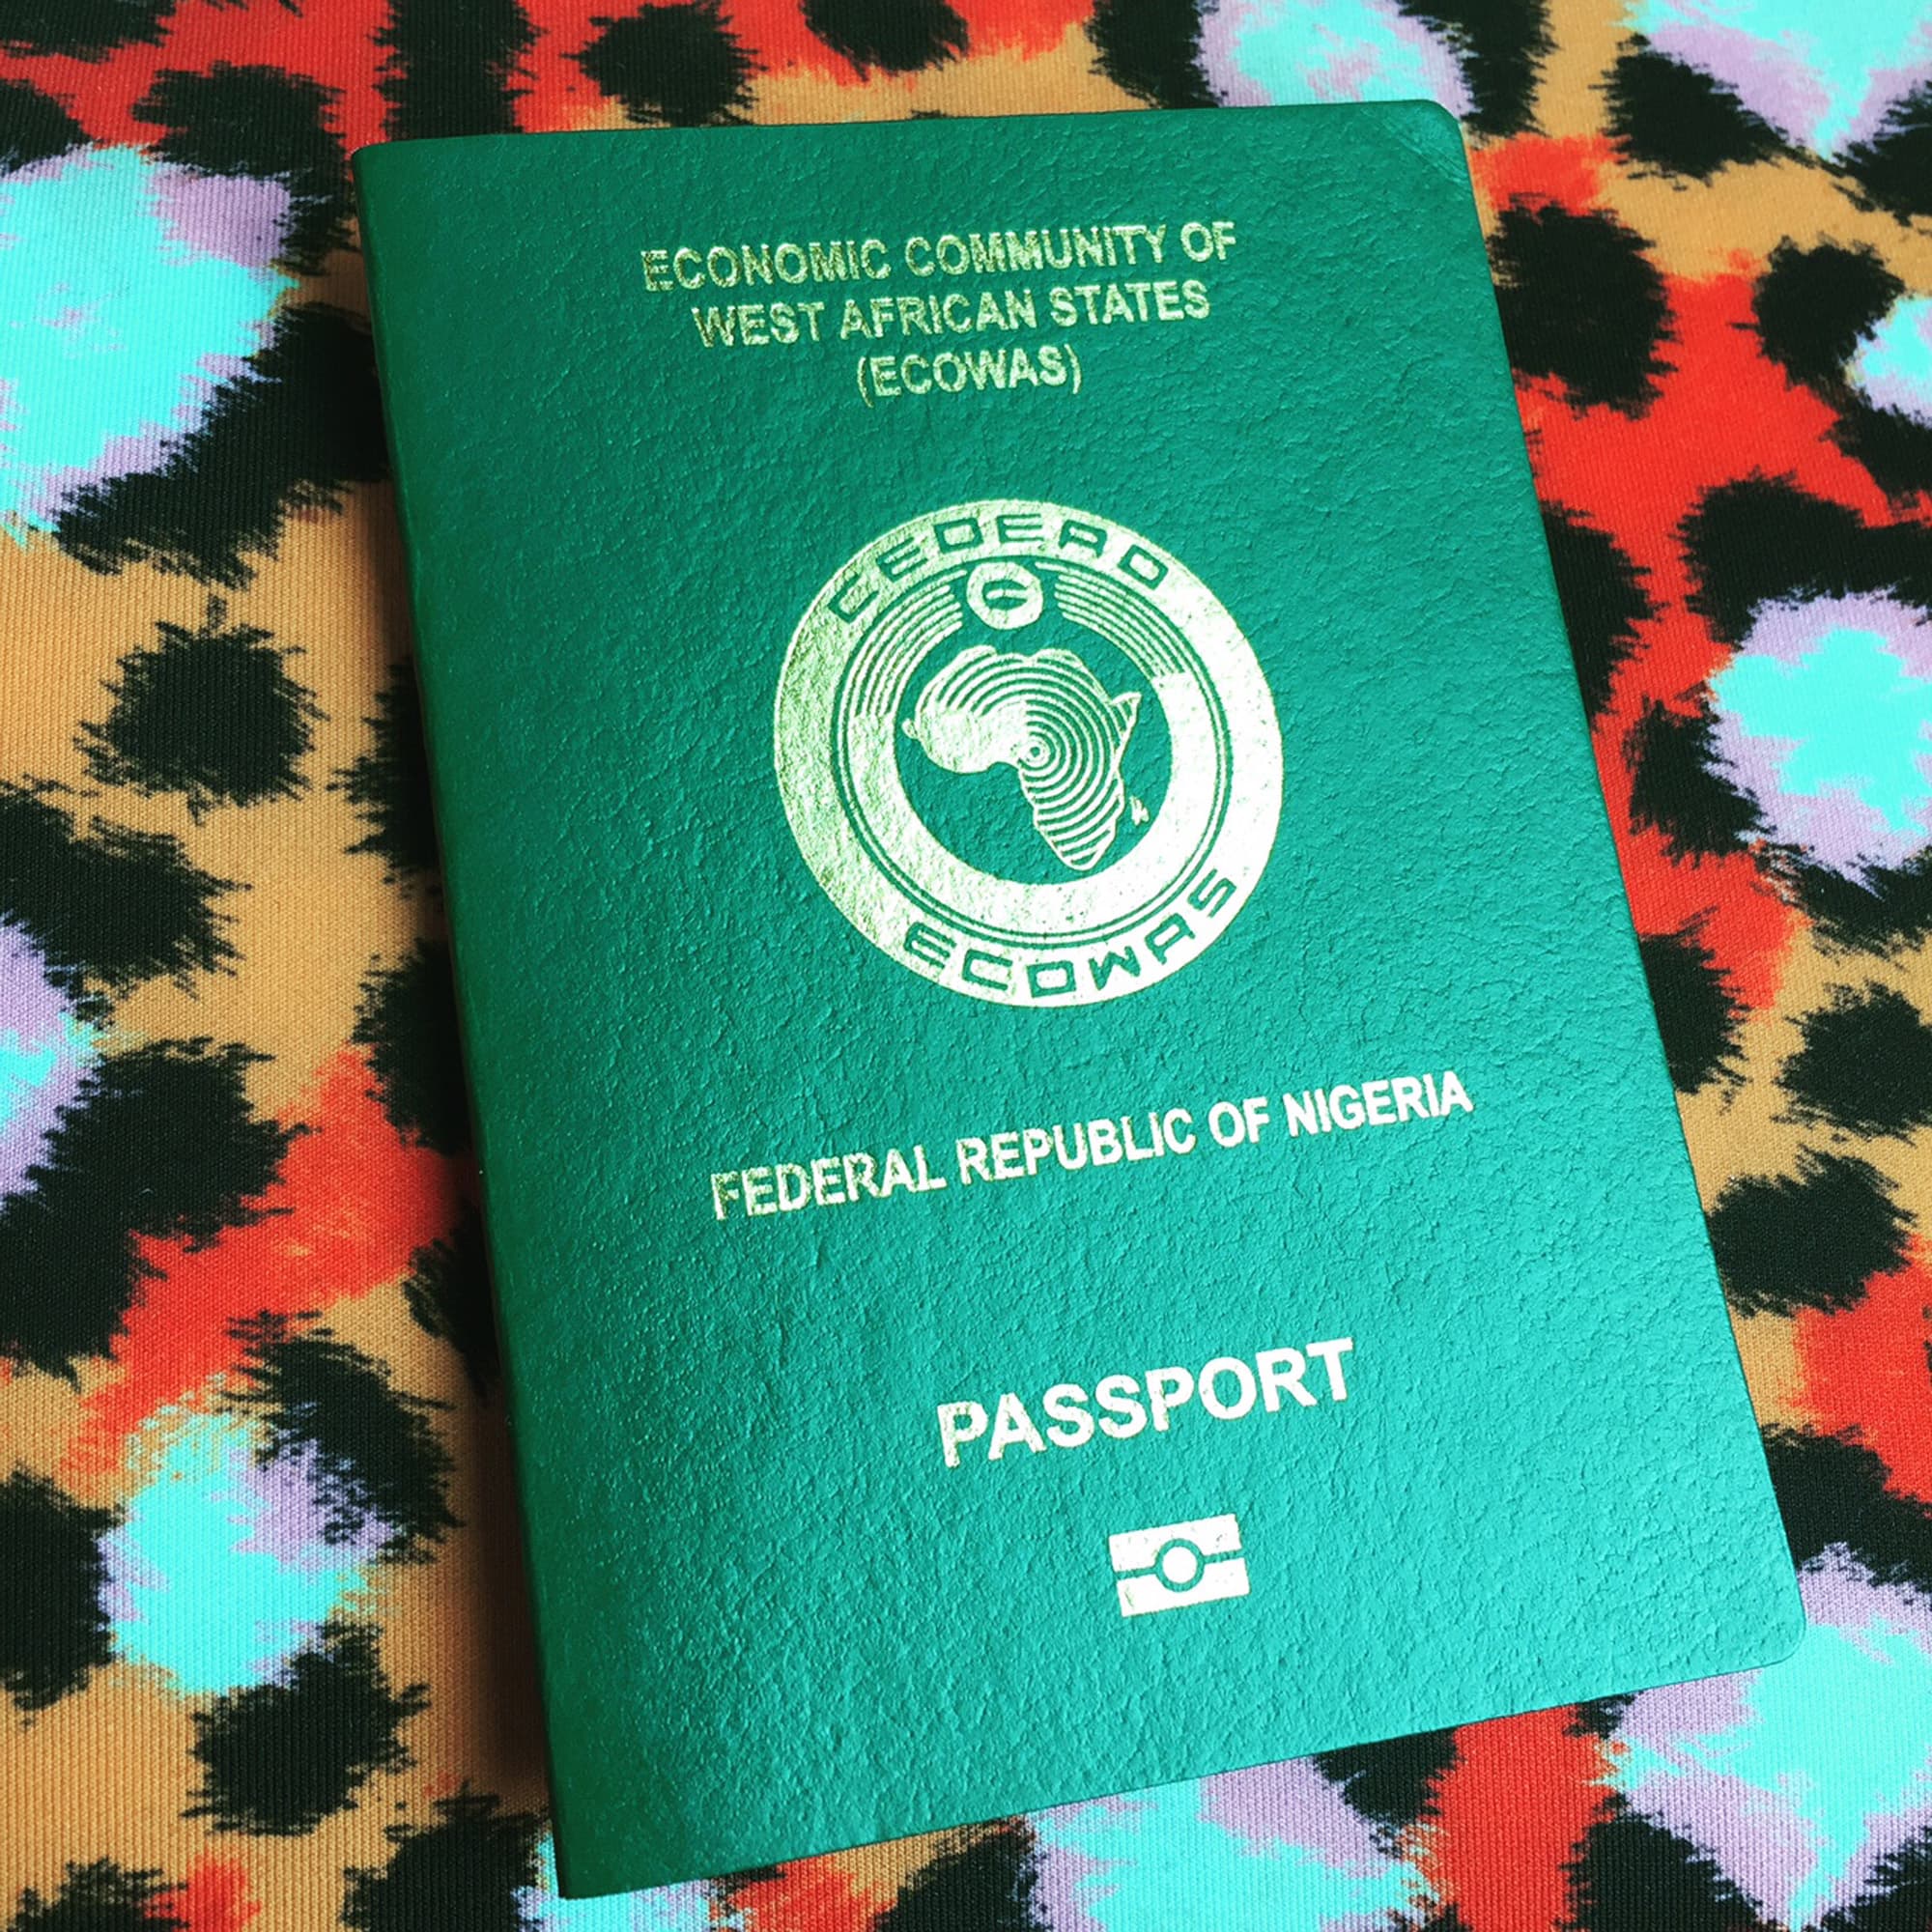 ECONOMIC COMMUNITY OF
WEST AFRICAN STATES
(ECOWAS)
CEDEAO
ECOWAS
FEDERAL REPUBLIC OF NIGERIA
PASSPORT